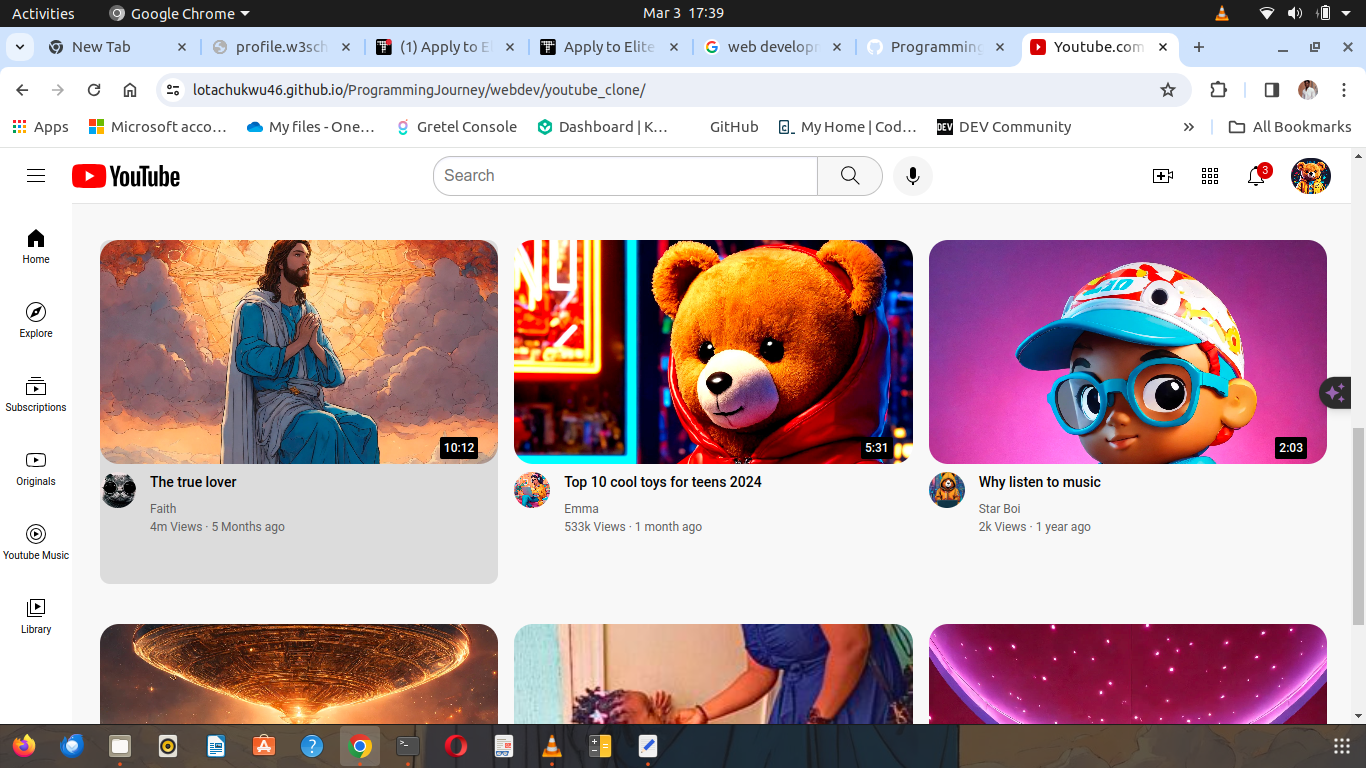 Activities Google Chrome Mar 3 17:39
New Tab profile.w3sch (1) Apply to El Apply to Elite web developm Programming Youtube.com
lotachukwu46.github.io/ProgrammingJourney/webdev/youtube_clone/
Apps Microsoft acco... My files - One... Gretel Console Dashboard | K... GitHub My Home | Cod... DEV Community » All Bookmarks
YouTube Search 3
Home
Explore
Subscriptions
Originals
Youtube Music
Library
10:12
The true lover
Faith
4m Views · 5 Months ago
5:31
Top 10 cool toys for teens 2024
Emma
533k Views · 1 month ago
2:03
Why listen to music
Star Boi
2k Views · 1 year ago